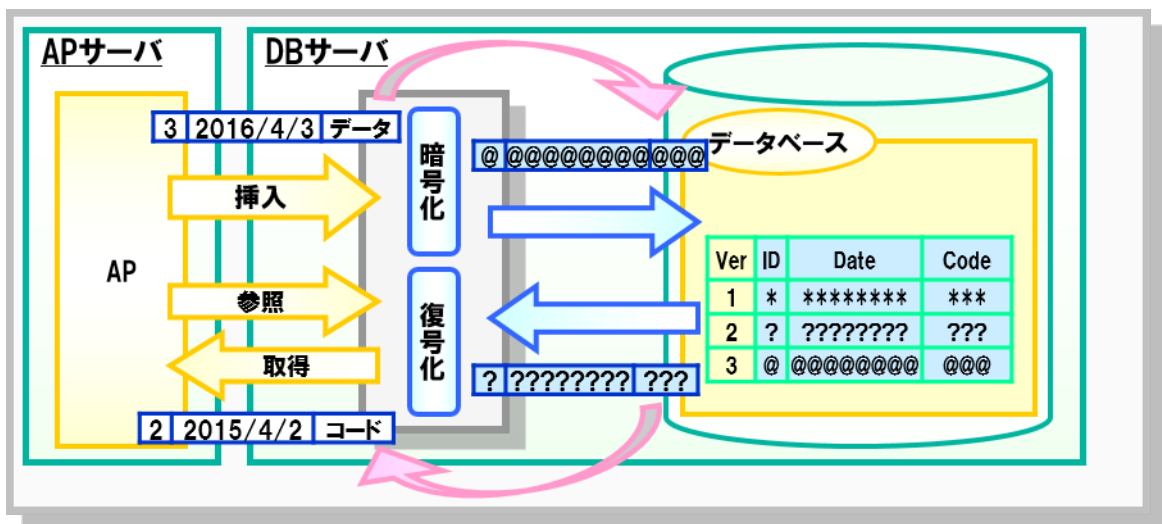 APサーバ
DBサーバ
3 2016/4/3 データ
暗号化
@ @@@@@@@@@ @@@
データベース
挿入
AP
Ver ID Date Code
1 * ******** ***
2 ? ???????? ???
3 @ @@@@@@@@ @@@
参照
復号化
取得
? ???????? ???
2 2015/4/2 コード